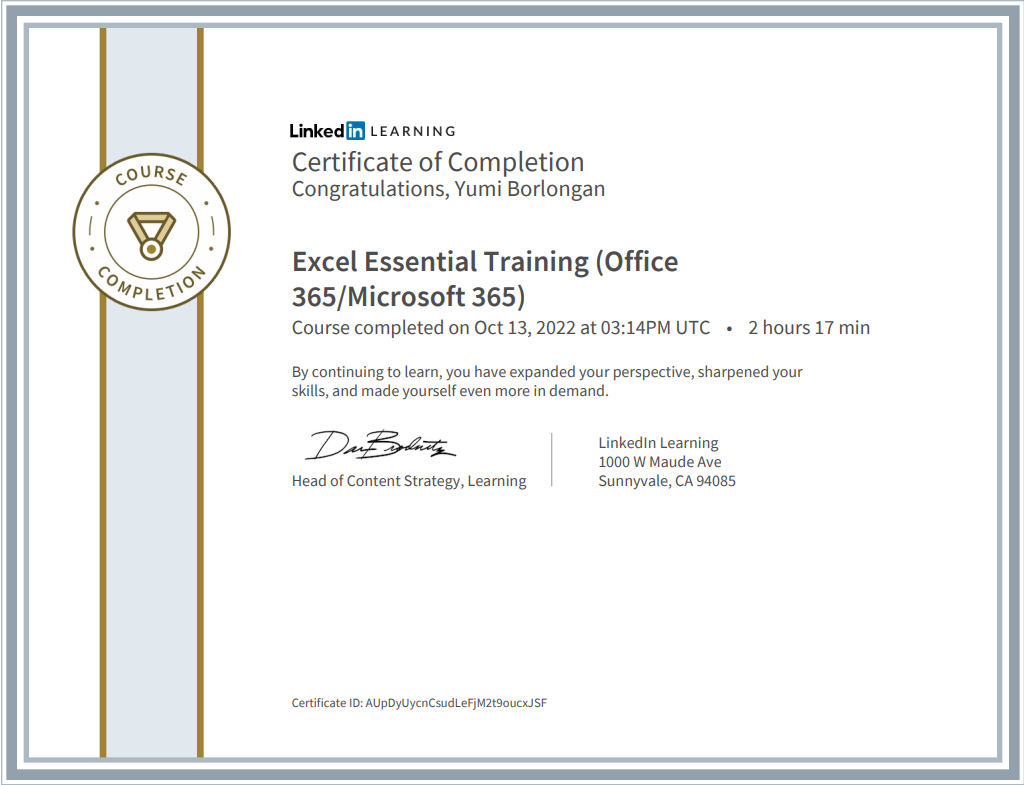 COURSE
COMPLETION
Linked in LEARNING
Certificate of Completion
Congratulations, Yumi Borlongan
Excel Essential Training (Office
365/Microsoft 365)
Course completed on Oct 13, 2022 at 03:14PM UTC • 2 hours 17 min
By continuing to learn, you have expanded your perspective, sharpened your
skills, and made yourself even more in demand.
Head of Content Strategy, Learning
LinkedIn Learning
1000 W Maude Ave
Sunnyvale, CA 94085
Certificate ID: AUpDyUycnCsudLeFjM2t9oucxJSF